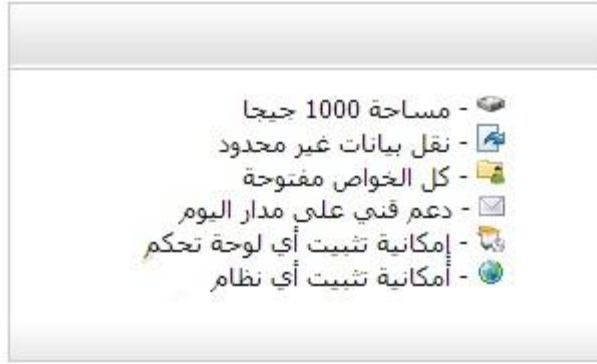 - مساحة 1000 جيجا
- نقل بيانات غير محدود
- كل الخواص مفتوحة
- دعم فني على مدار اليوم
- إمكانية تثبيت أي لوحة تحكم
- أمكانية تثبيت أي نظام